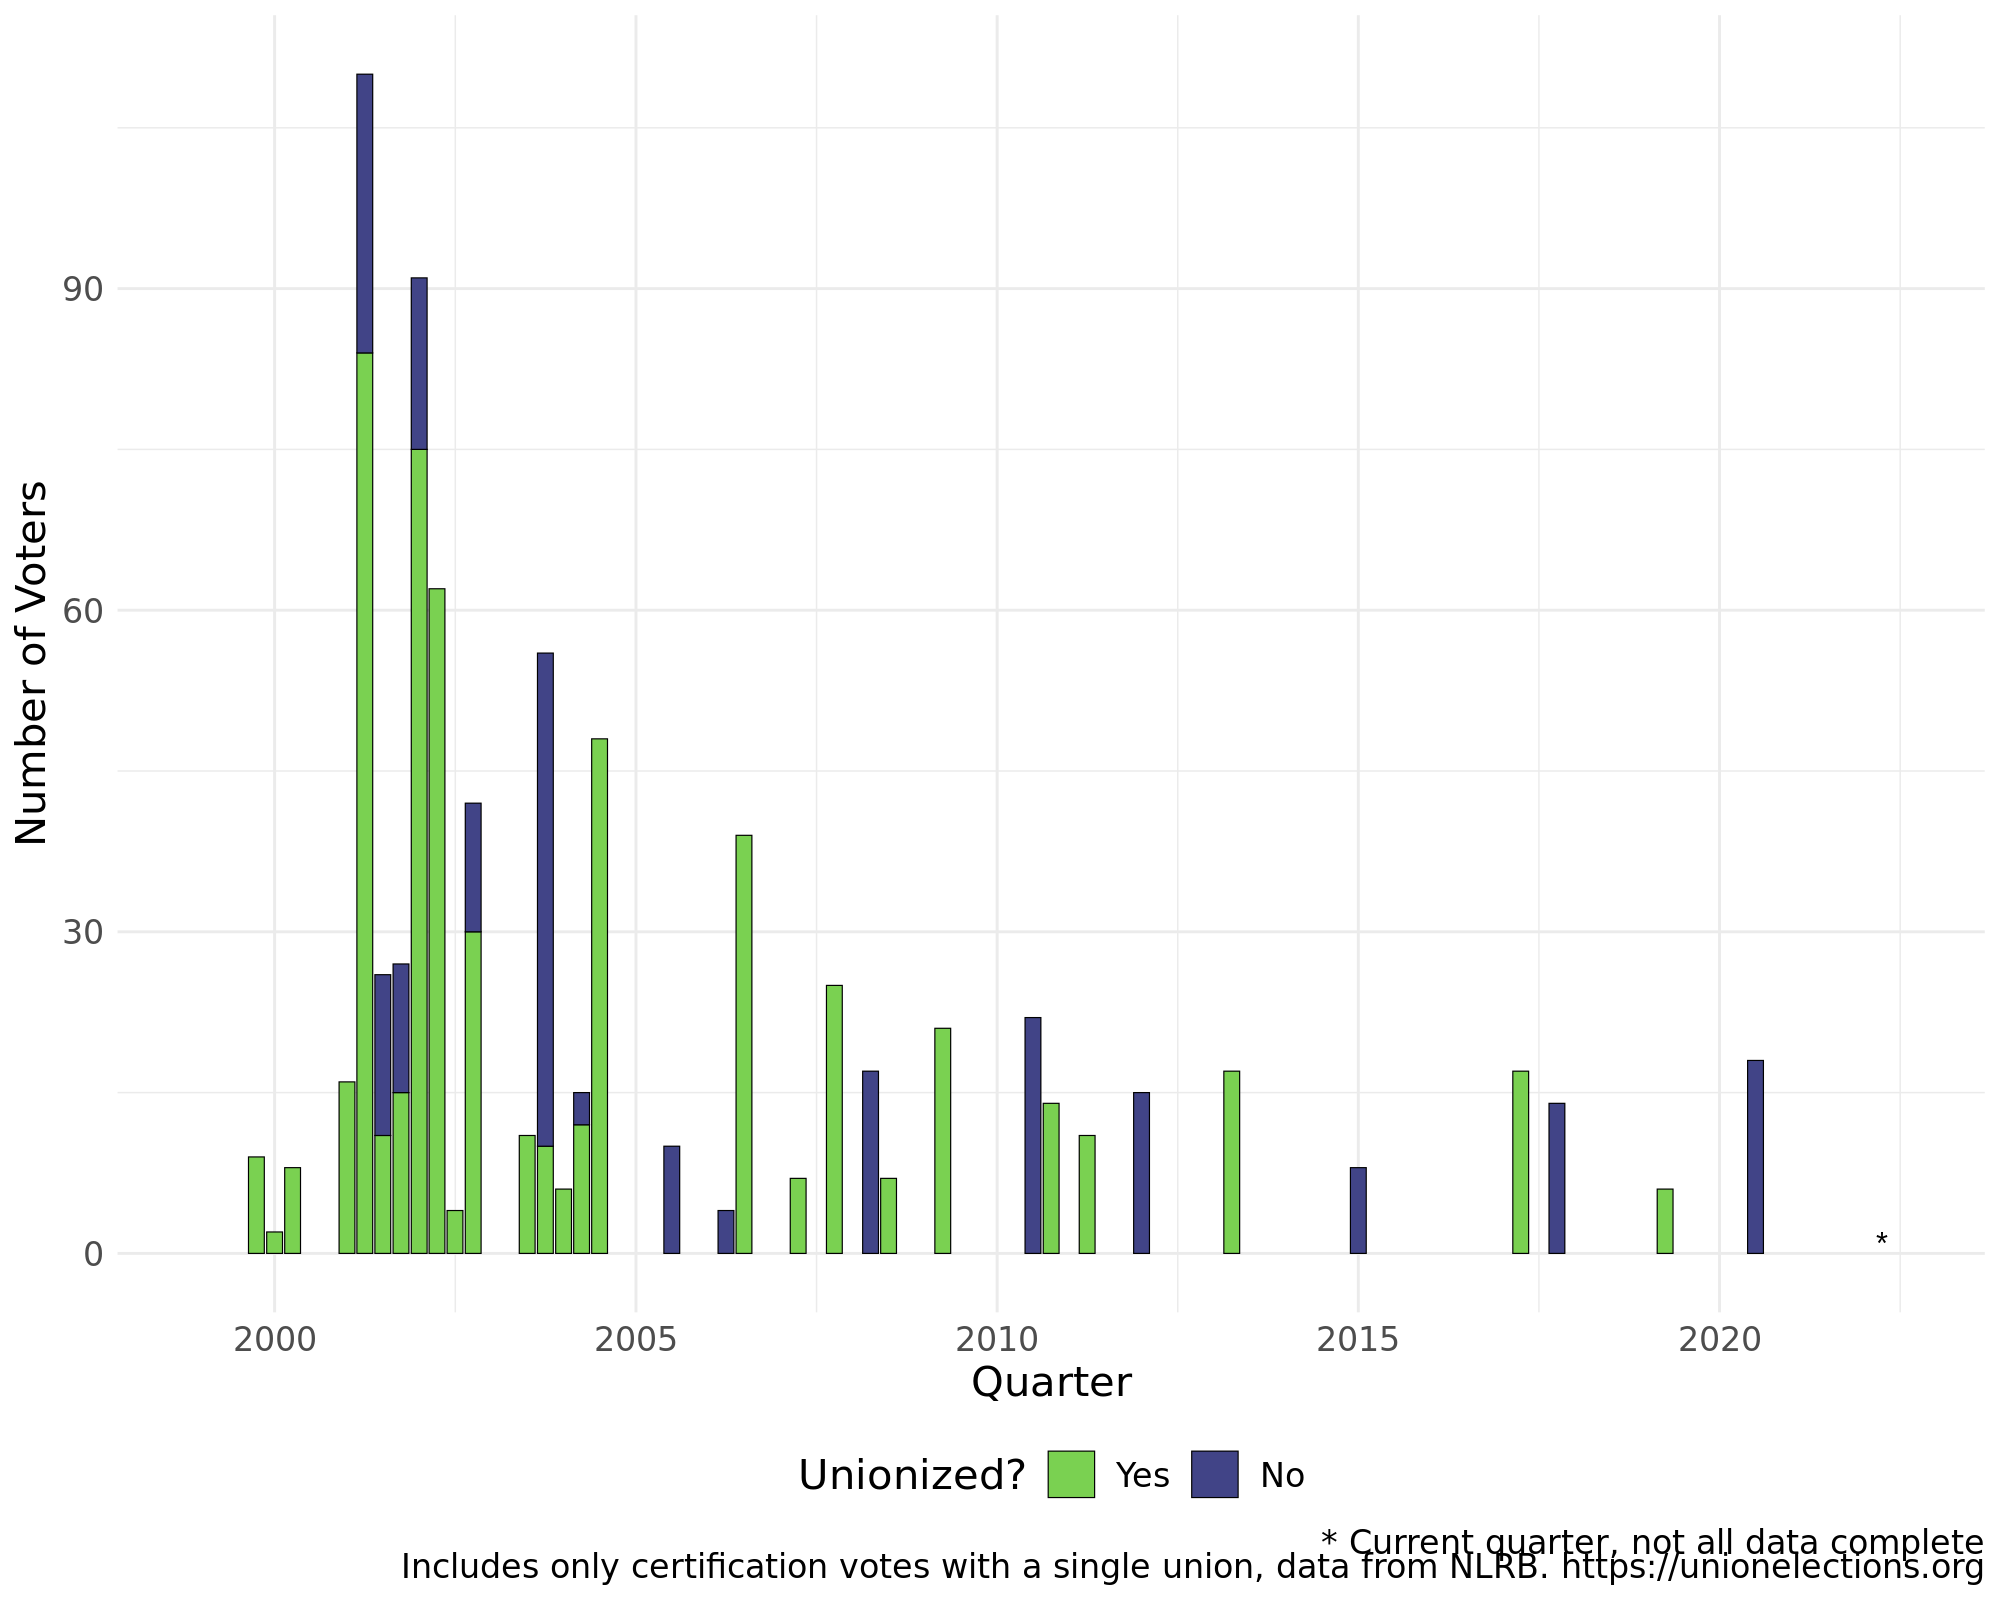 Number of Voters
90
60
30
0
*
2000 2005 2010 2015 2020
Quarter
Unionized? Yes No
* Current quarter, not all data complete
Includes only certification votes with a single union, data from NLRB. https://unionelections.org